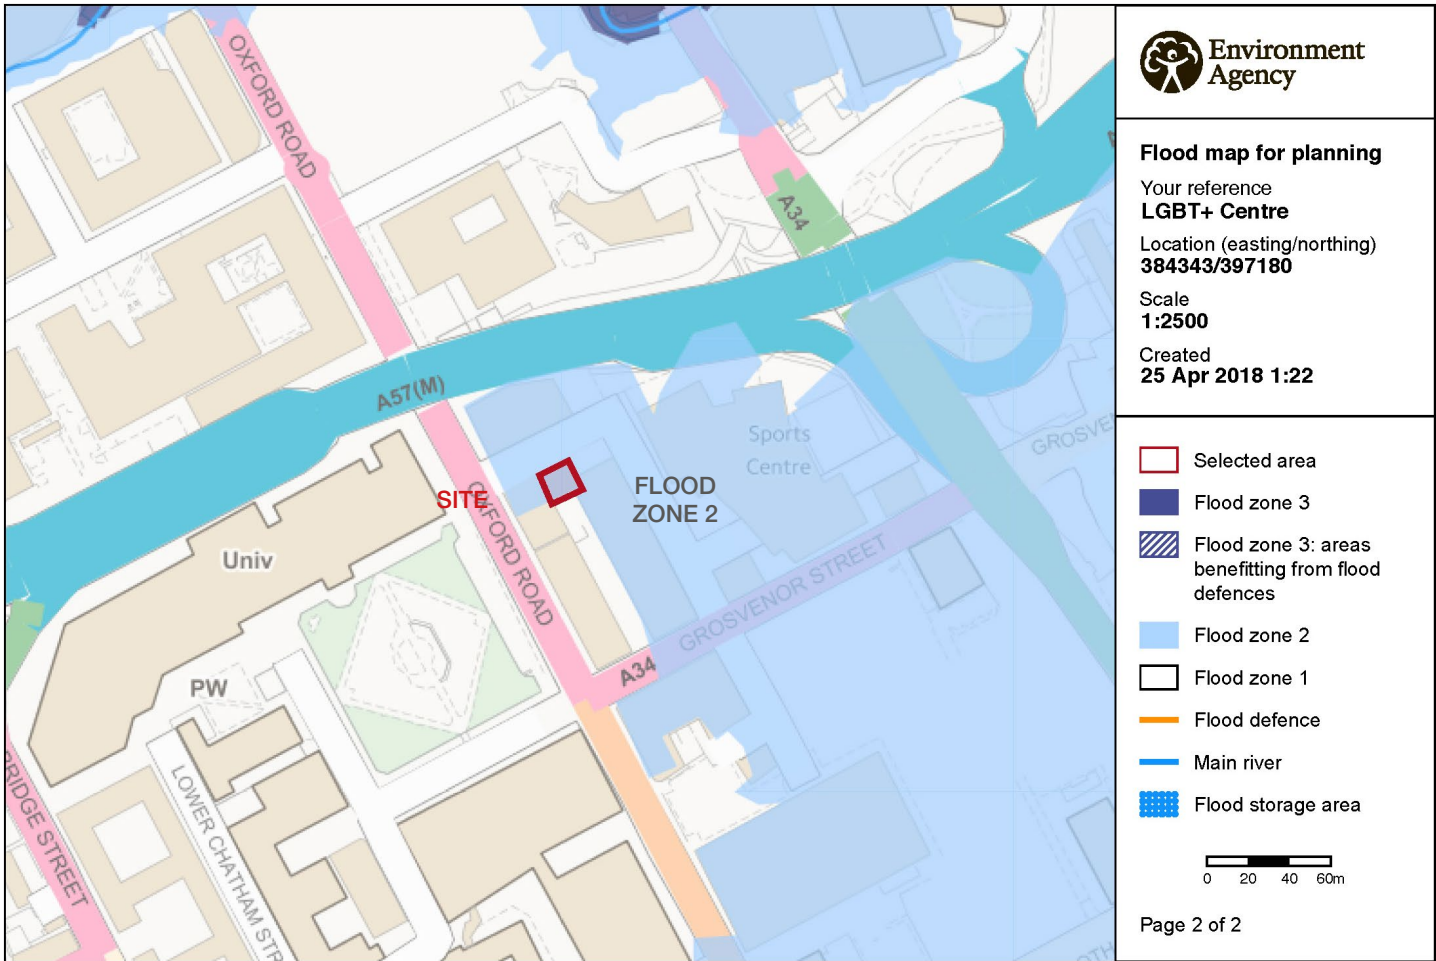 OXFORD ROAD
A34
A57(M)
Sports
Centre
GROSVE
SITE
FLOOD
ZONE 2
OXFORD ROAD
Univ
GROSVENOR STREET
A34
PW
BRIDGE STREET
LOWER CHATHAM STR
Environment
Agency
Flood map for planning
Your reference
LGBT+ Centre
Location (easting/northing)
384343/397180
Scale
1:2500
Created
25 Apr 2018 1:22
Selected area
Flood zone 3
Flood zone 3: areas
benefitting from flood
defences
Flood zone 2
Flood zone 1
Flood defence
Main river
Flood storage area
0 20 40 60m
Page 2 of 2